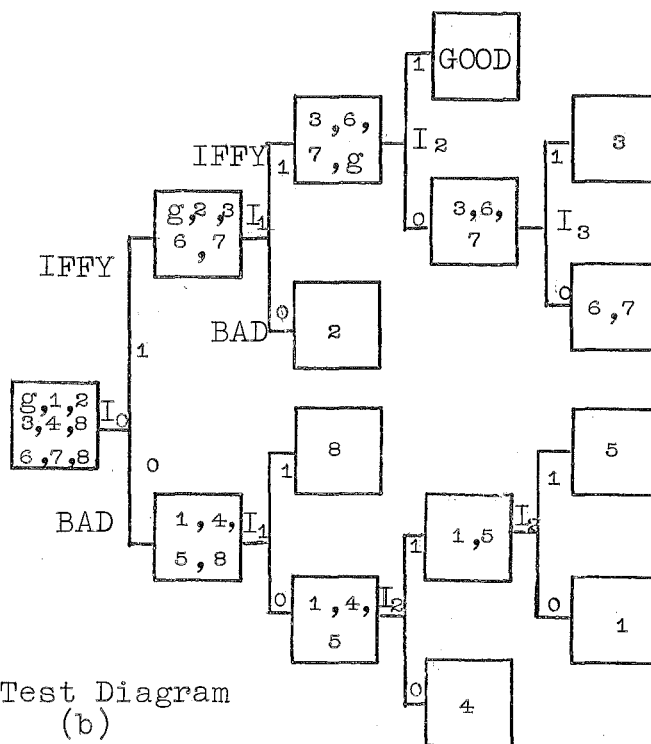 GOOD
1
3,6,
7,g
I2
IFFY
1
3
1
g,2,3
6,7
I1
0
3,6,
7
I3
IFFY
0
6,7
0
BAD
2
1
g,1,2
3,4,8
6,7,8
I0
8
5
0
1
1
BAD
1,4,
5,8
I1
1,5
1
0
1,4,
5
I2
0
1
0
4
Test Diagram
(b)